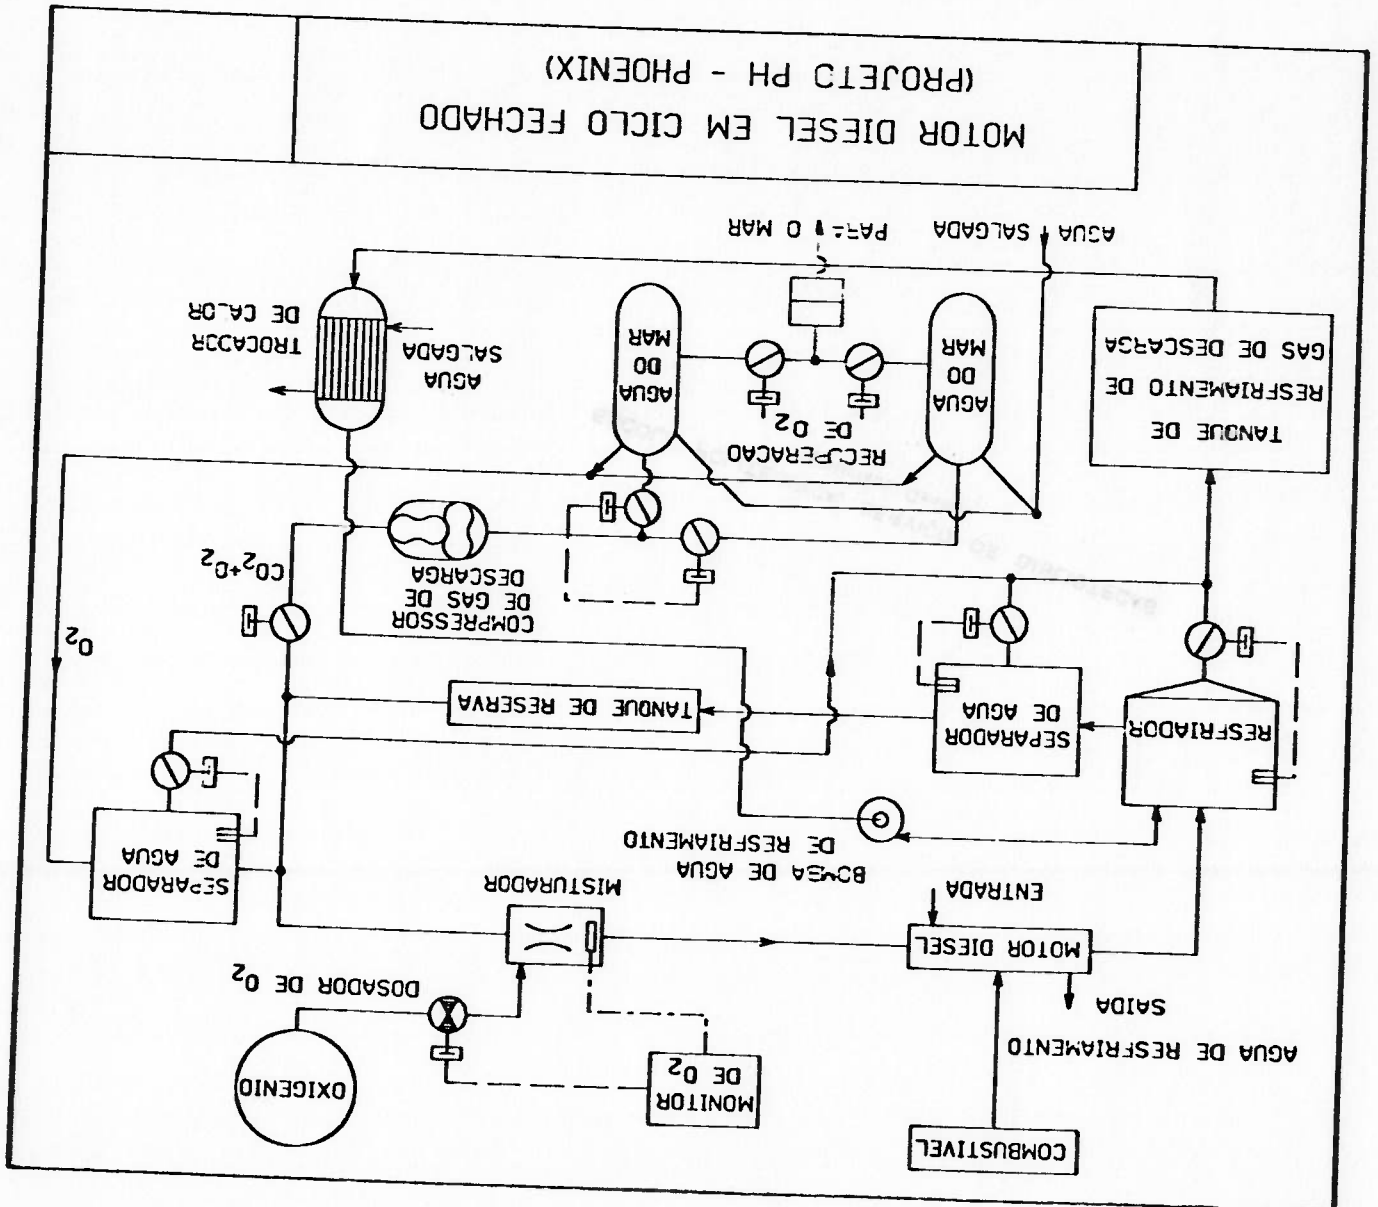 COMBUSTIVEL
MONITOR
DE O2
OXIGENIO
AGUA DE RESFRIAMENTO
SAIDA
DOSADOR DE O2
MOTOR DIESEL
ENTRADA
MISTURADOR
SEPARADOR
DE AGUA
BOMBA DE AGUA
DE RESFRIAMENTO
RESFRIADOR
SEPARADOR
DE AGUA
TANQUE DE RESERVA
O2
CO2+O2
COMPRESSOR
DE GAS DE
DESCARGA
TANQUE DE
RESFRIAMENTO DE
GAS DE DESCARGA
RECUPERACAO
DE O2
AGUA
DO
MAR
AGUA
DO
MAR
AGUA
SALGADA
TROCADOR
DE CALOR
AGUA SALGADA
PARA O MAR
MOTOR DIESEL EM CICLO FECHADO
(PROJETO PH - PHOENIX)